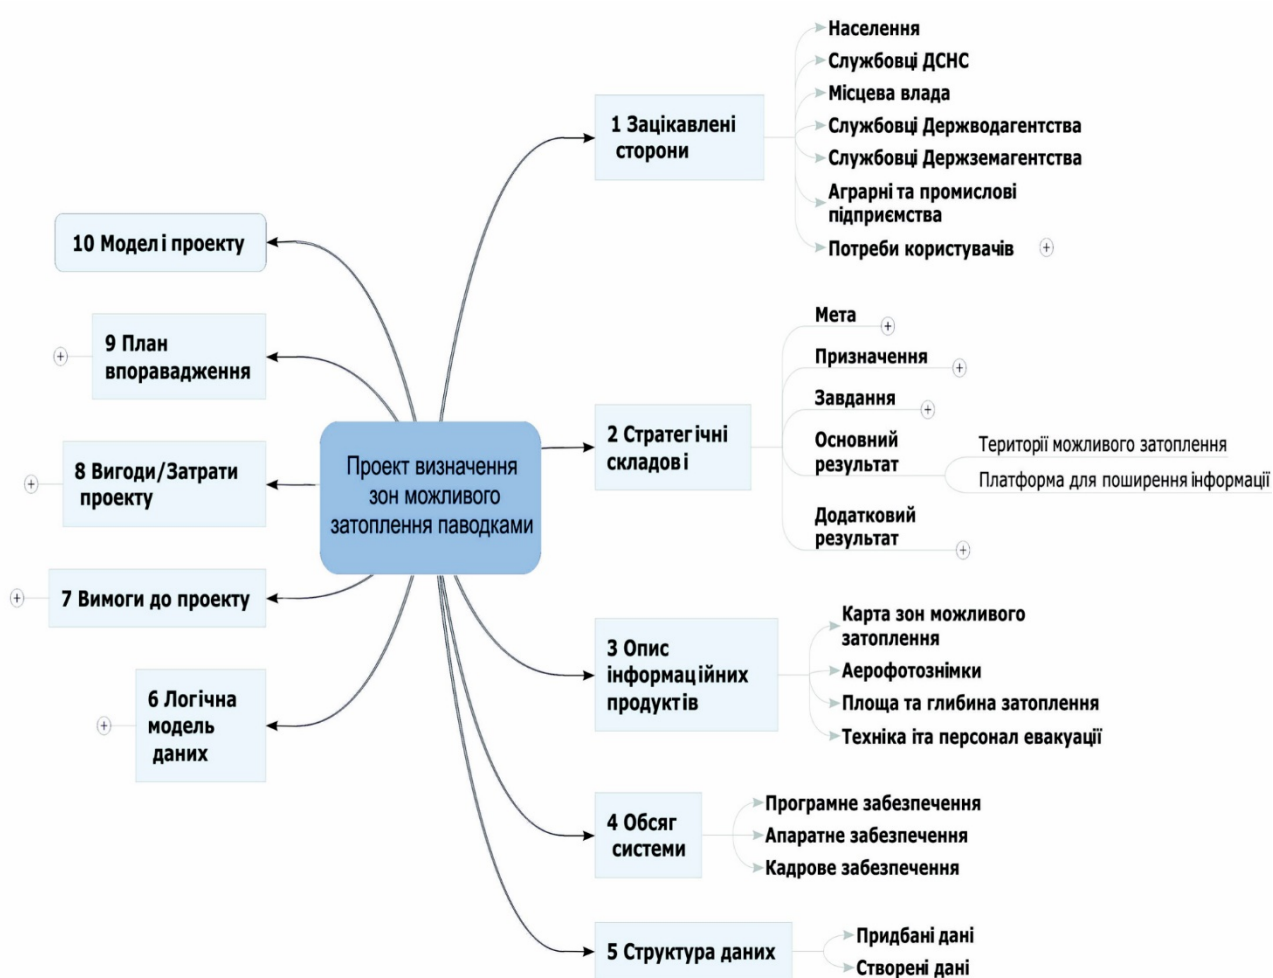 Проект визначення
зон можливого
затоплення паводками
1 Зацікавлені
сторони
Населення
Службовці ДСНС
Місцева влада
Службовці Держводагентства
Службовці Держземагентства
Аграрні та промислові
підприємства
Потреби користувачів
2 Стратегічні
складові
Мета
Призначення
Завдання
Основний
результат
Території можливого затоплення
Платформа для поширення інформації
Додатковий
результат
3 Опис
інформаційних
продуктів
Карта зон можливого
затоплення
Аерофотознімки
Площа та глибина затоплення
Техніка іта персонал евакуації
4 Обсяг
системи
Програмне забезпечення
Апаратне забезпечення
Кадрове забезпечення
5 Структура даних
Придбані дані
Створені дані
6 Логічна
модель
даних
7 Вимоги до проекту
8 Вигоди/Затрати
проекту
9 План
впоравадження
10 Моделі проекту